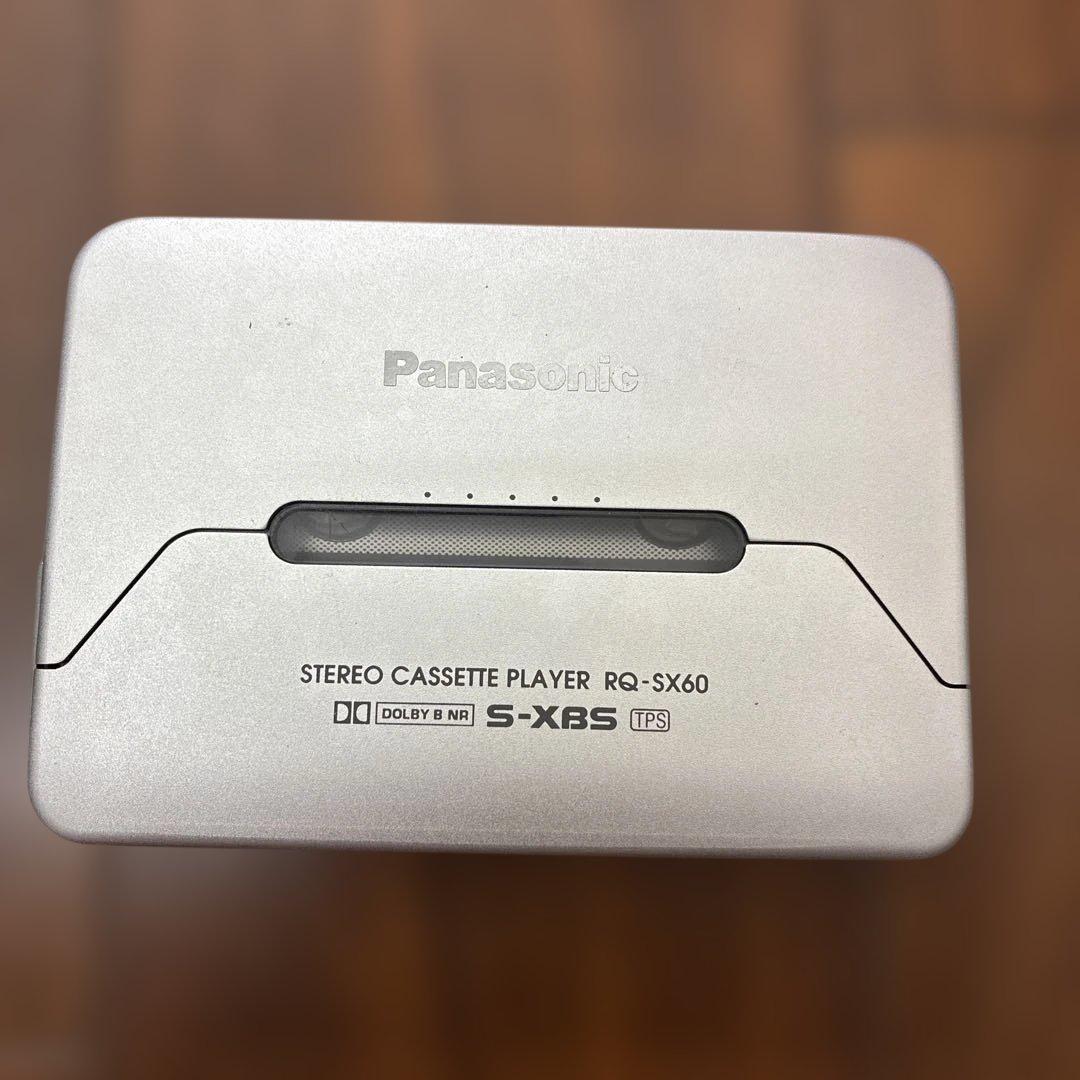 Panasonic
STEREO CASSETTE PLAYER RQ-SX60
DOLBY B NR S-XBS TPS